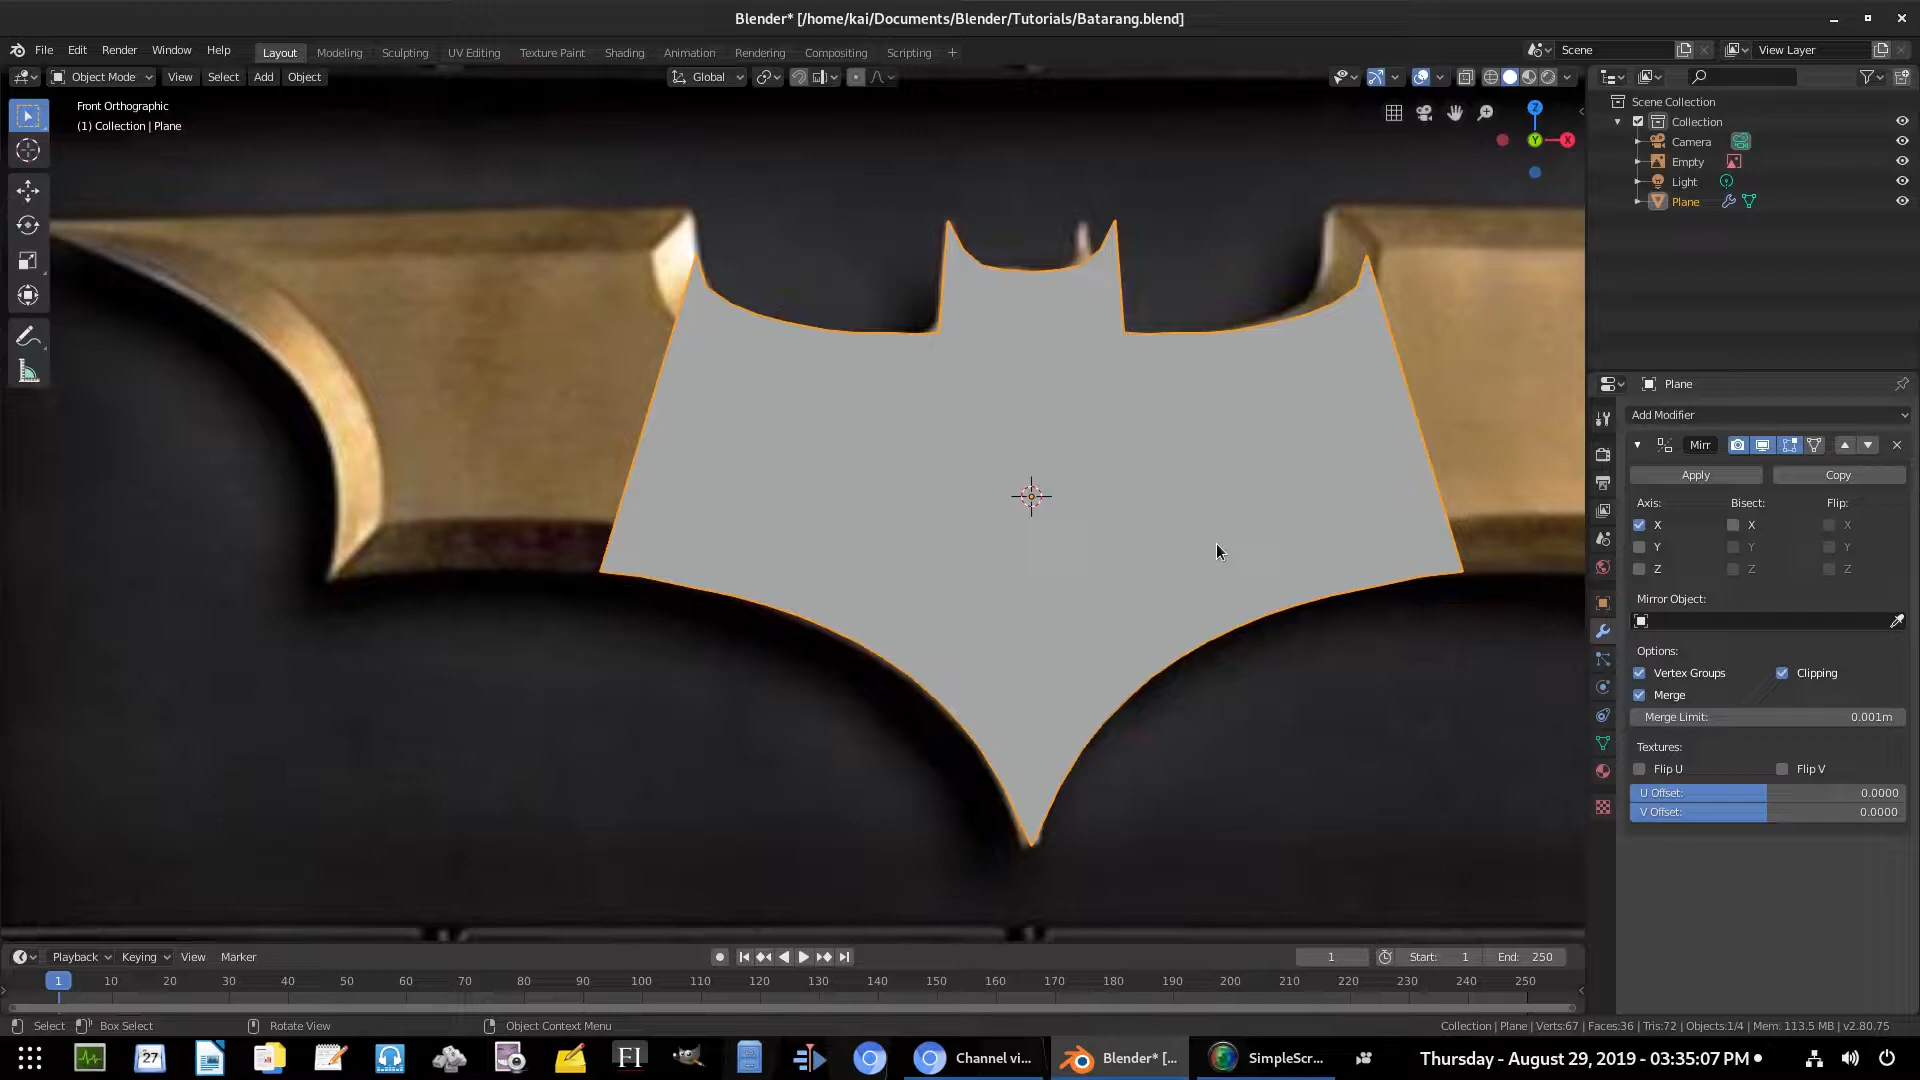 Blender* [/home/kai/Documents/Blender/Tutorials/Batarang.blend]
File Edit Render Window Help Layout Modeling Sculpting UV Editing Texture Paint Shading Animation Rendering Compositing Scripting + Scene View Layer
Object Mode View Select Add Object Global
Front Orthographic
(1) Collection | Plane
Z
Y
X
Scene Collection
Collection
Camera
Empty
Light
Plane
Plane
Add Modifier
Mirr
Apply Copy
Axis: Bisect: Flip:
X X X
Y Y Y
Z Z Z
Mirror Object:
Options:
Vertex Groups Clipping
Merge
Merge Limit: 0.001m
Textures:
Flip U Flip V
U Offset: 0.0000
V Offset: 0.0000
Playback Keying View Marker 1 Start: 1 End: 250
1 10 20 30 40 50 60 70 80 90 100 110 120 130 140 150 160 170 180 190 200 210 220 230 240 250
Select Box Select Rotate View Object Context Menu Collection | Plane | Verts:67 | Faces:36 | Tris:72 | Objects:1/4 | Mem: 113.5 MB | v2.80.75
27 FI Channel vi... Blender* [... SimpleScr... Thursday - August 29, 2019 - 03:35:07 PM